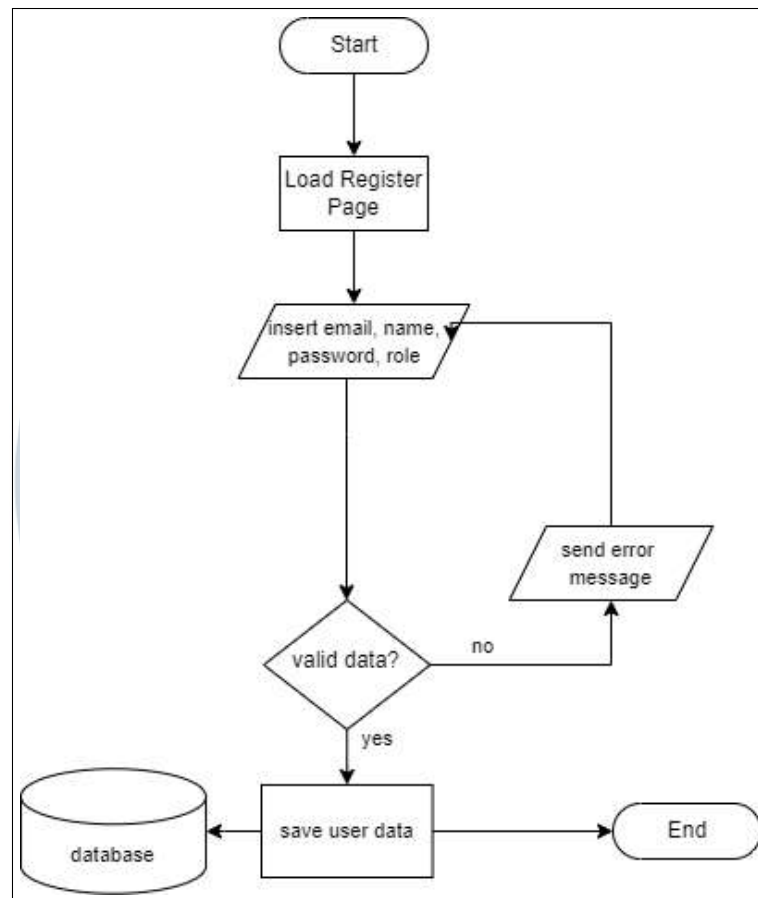 Start
Load Register
Page
insert email, name,
password, role
send error
message
valid data?
no
yes
database
save user data
End